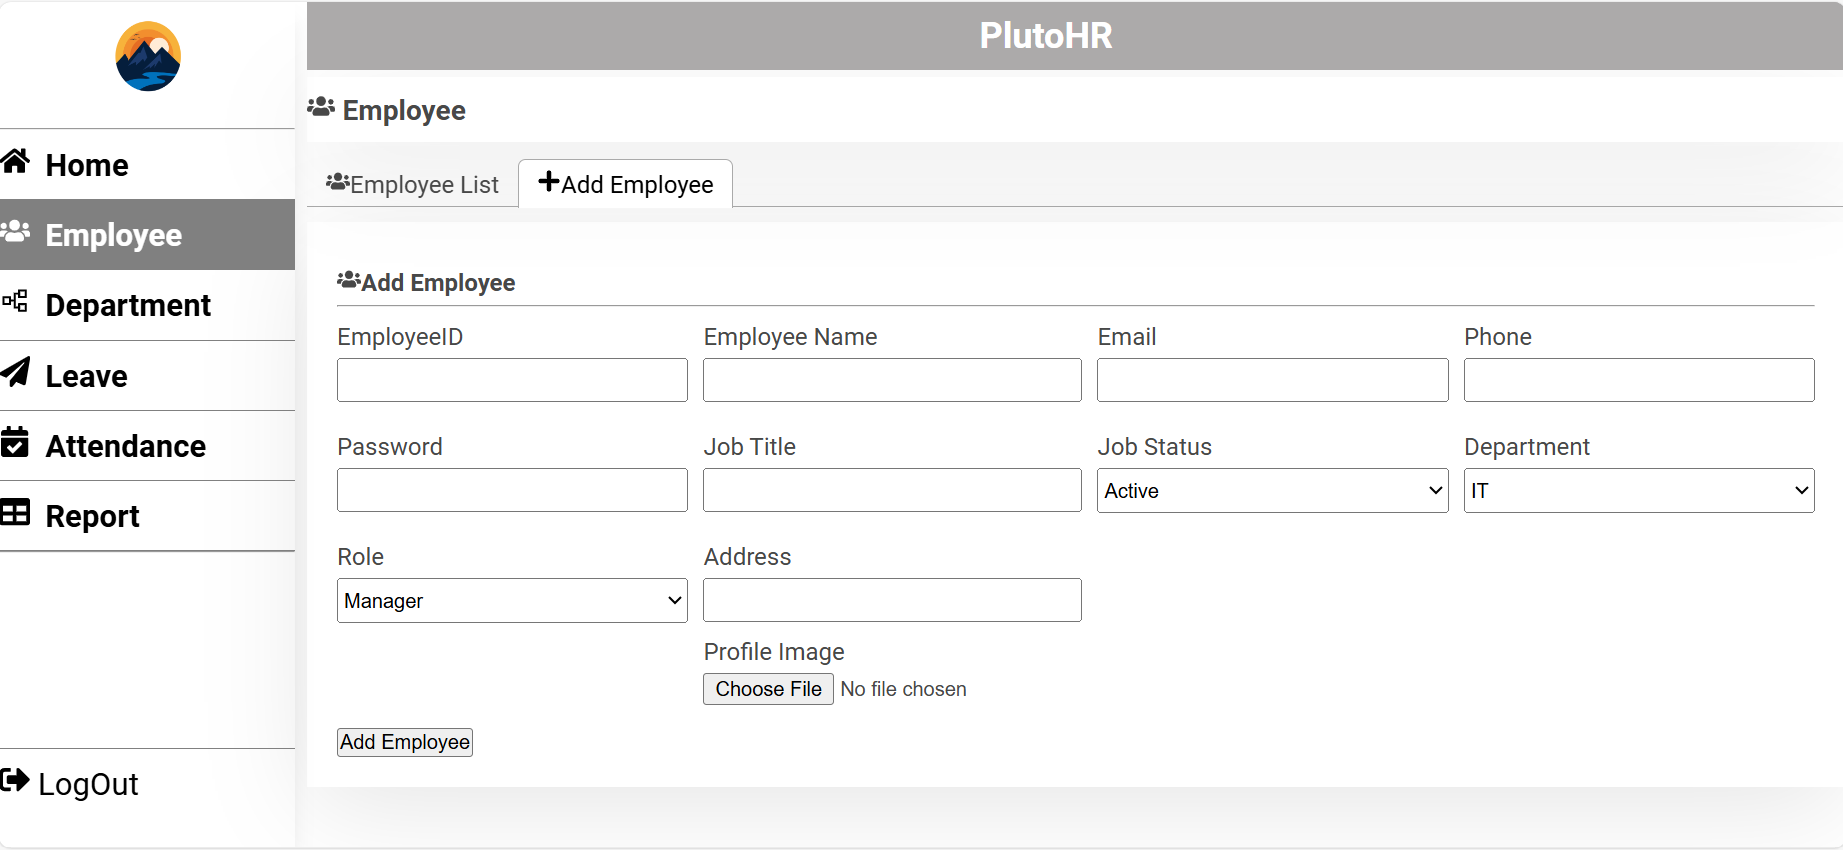 PlutoHR
Home
Employee
Department
Leave
Attendance
Report
LogOut
Employee
Employee List
Add Employee
Add Employee
EmployeeID Employee Name Email Phone
Password Job Title Job Status Department
Active IT
Role Address
Manager
Profile Image
Choose File No file chosen
Add Employee